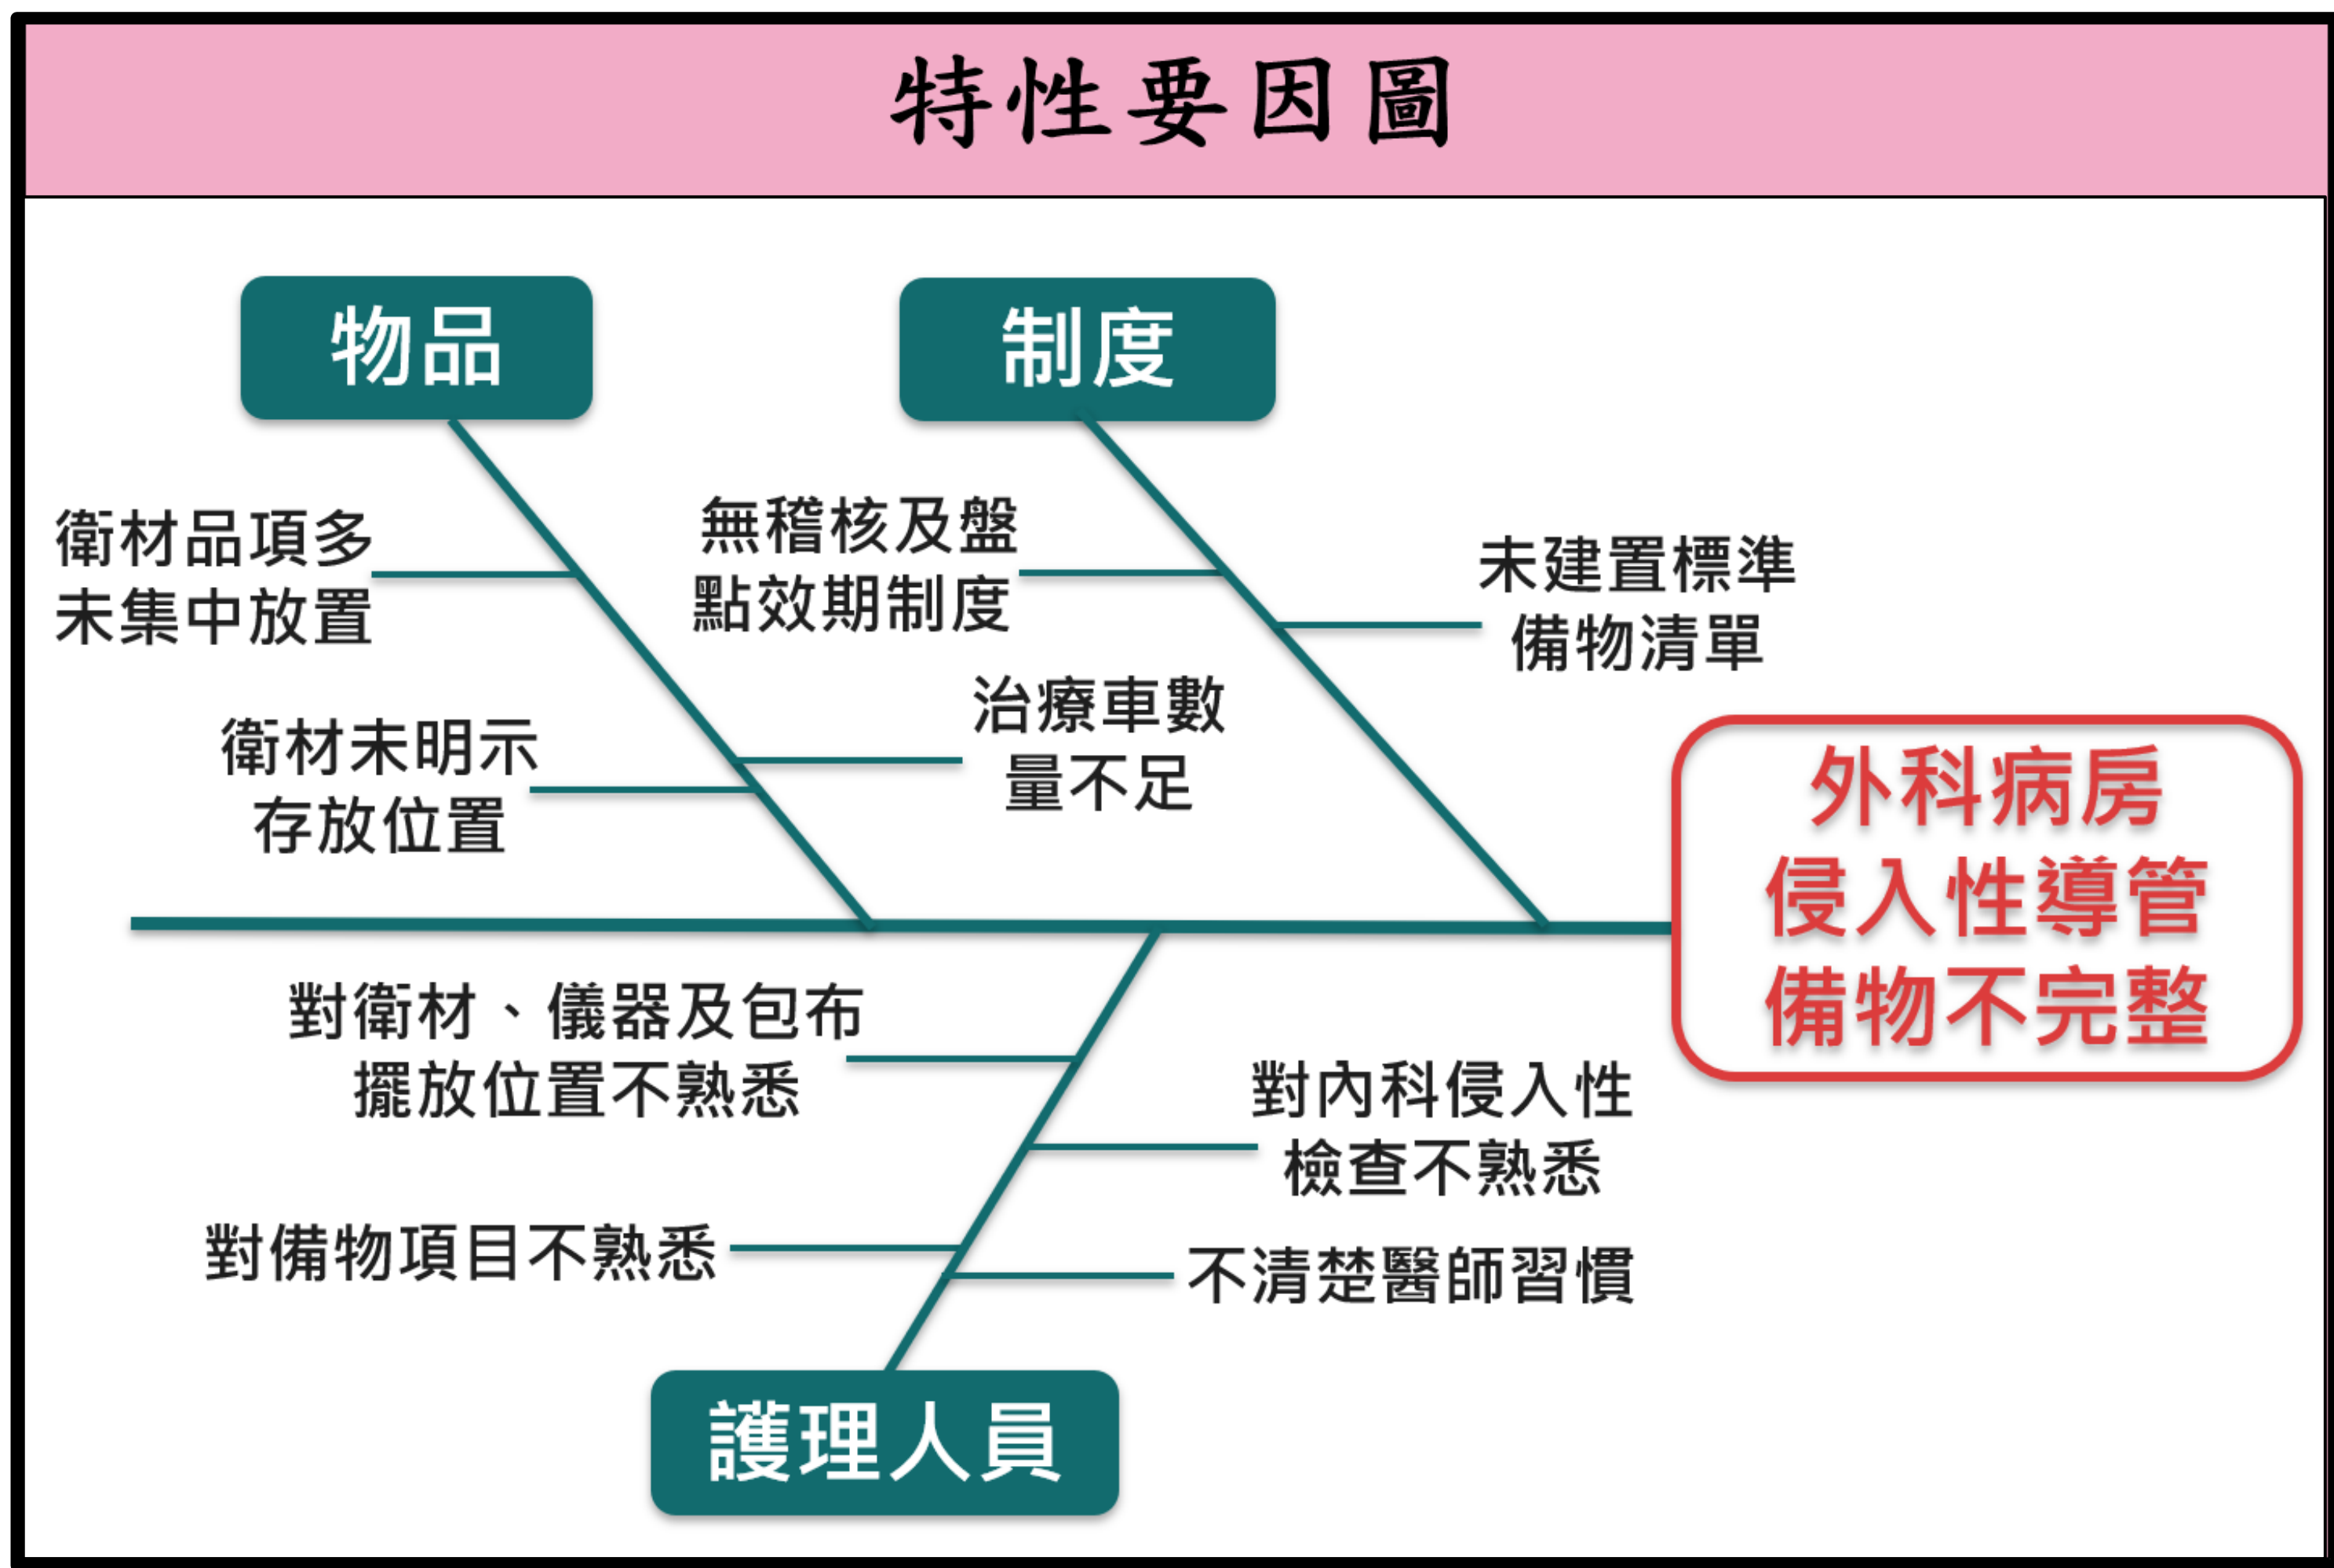 特性要因圖
物品
制度
衛材品項多
未集中放置
無稽核及盤
點效期制度
未建置標準
備物清單
治療車數
量不足
衛材未明示
存放位置
外科病房
侵入性導管
備物不完整
對衛材、儀器及包布
擺放位置不熟悉
對內科侵入性
檢查不熟悉
對備物項目不熟悉
不清楚醫師習慣
護理人員